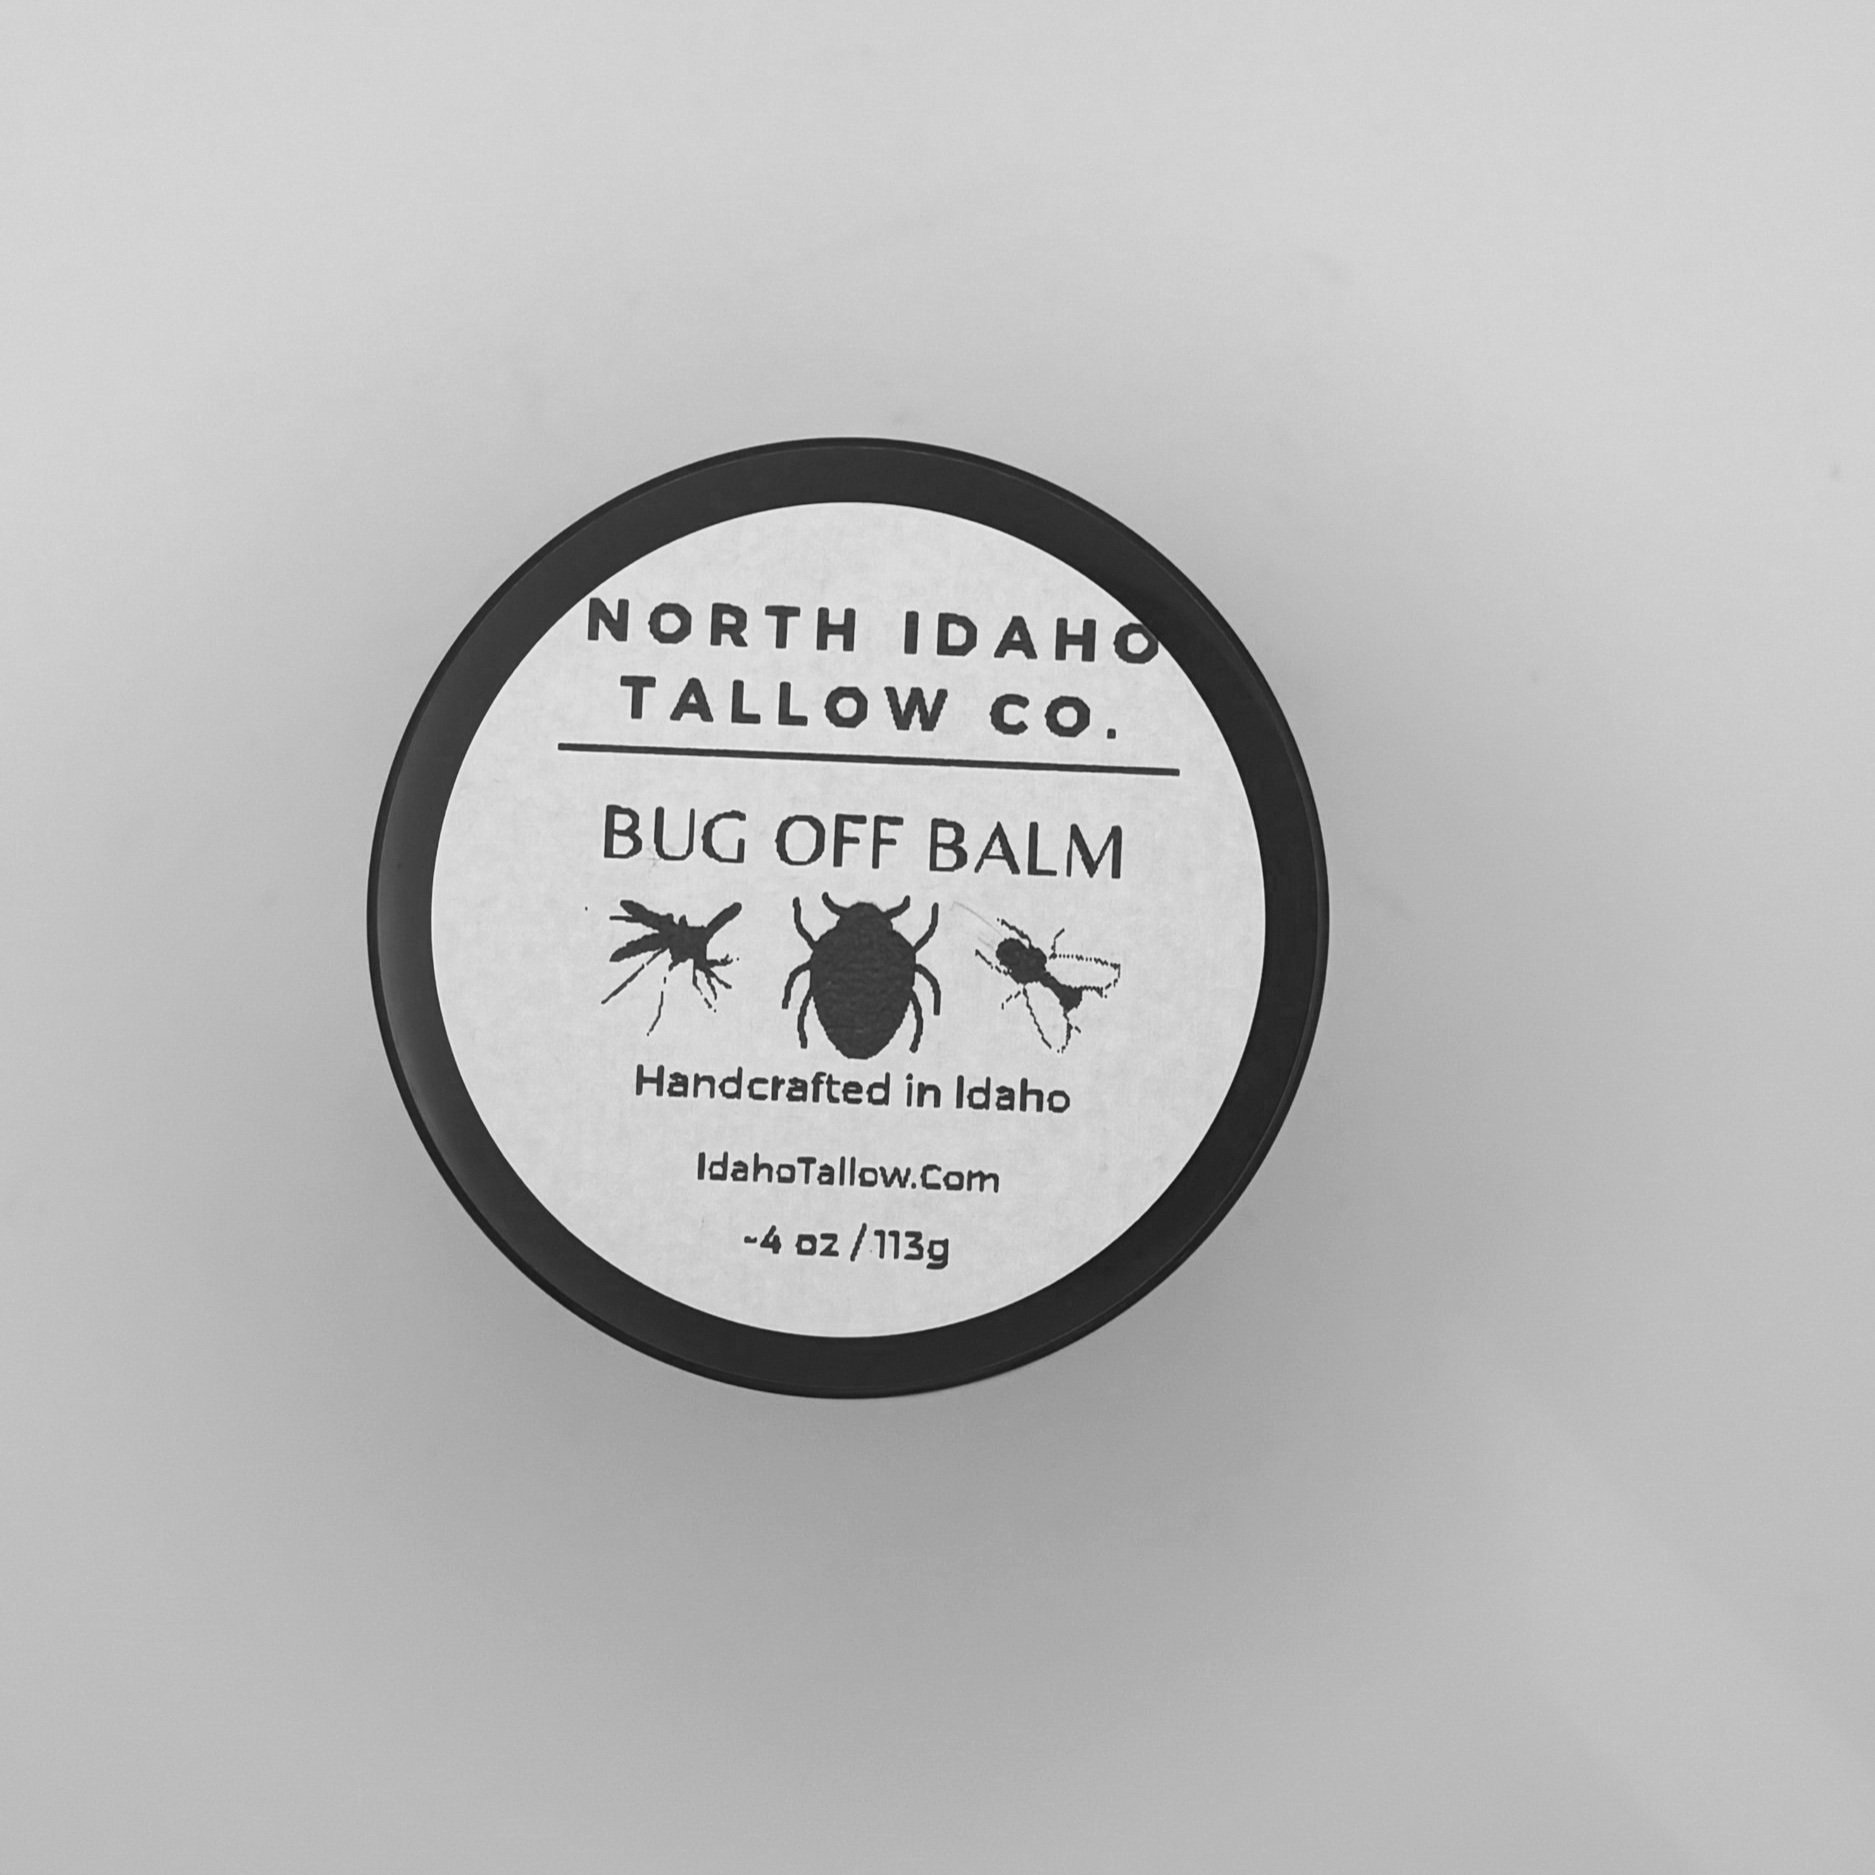 NORTH IDAHO
TALLOW CO.
BUG OFF BALM
Handcrafted in Idaho
IdahoTallow.Com
~4 oz / 113g